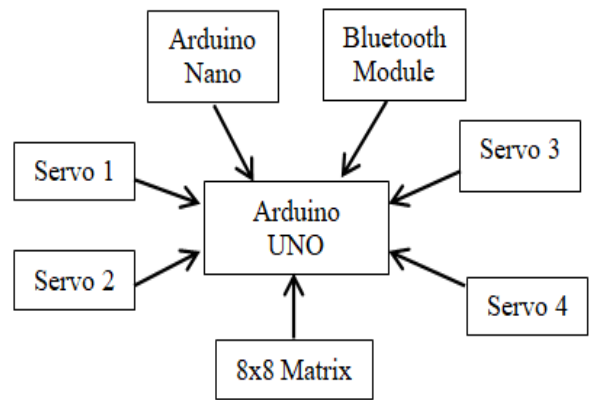 Arduino
Nano
Bluetooth
Module
Servo 1
Servo 3
Arduino
UNO
Servo 2
Servo 4
8x8 Matrix